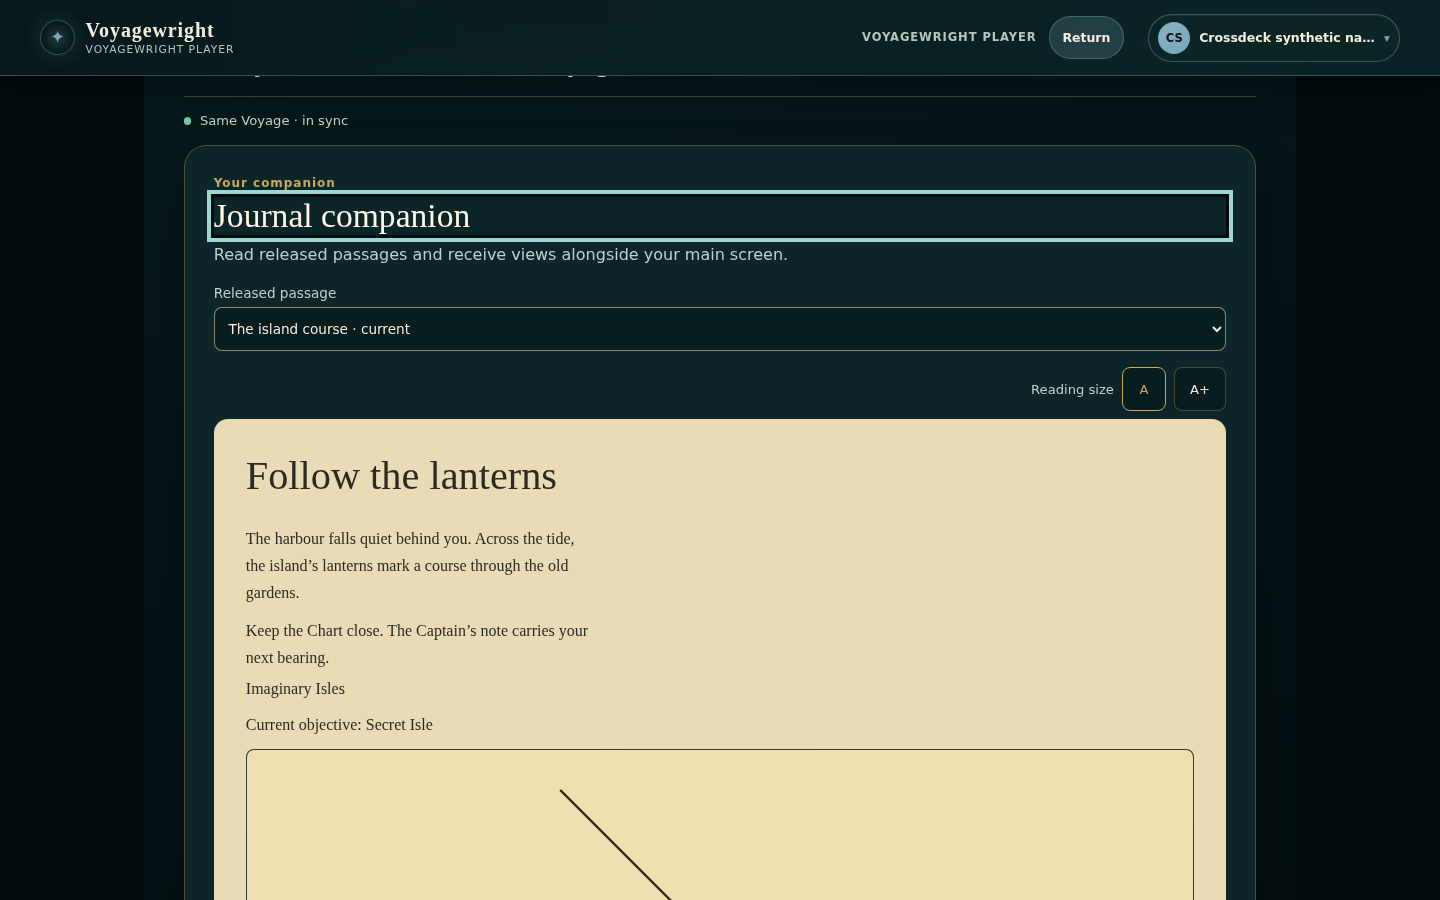 ✦ Voyagewright
VOYAGEWRIGHT PLAYER
VOYAGEWRIGHT PLAYER
Return
CS Crossdeck synthetic na... ▾
Same Voyage · in sync
Your companion
Journal companion
Read released passages and receive views alongside your main screen.
Released passage
The island course · current
Reading size
A
A+
Follow the lanterns
The harbour falls quiet behind you. Across the tide,
the island’s lanterns mark a course through the old
gardens.
Keep the Chart close. The Captain’s note carries your
next bearing.
Imaginary Isles
Current objective: Secret Isle